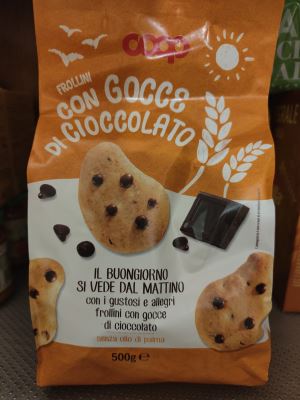 coop
FROLLINI
CON GOCCE
DI CIOCCOLATO
IL BUONGIORNO
SI VEDE DAL MATTINO
con i gustosi e allegri
frollini con gocce
di cioccolato
senza olio di palma
500g e